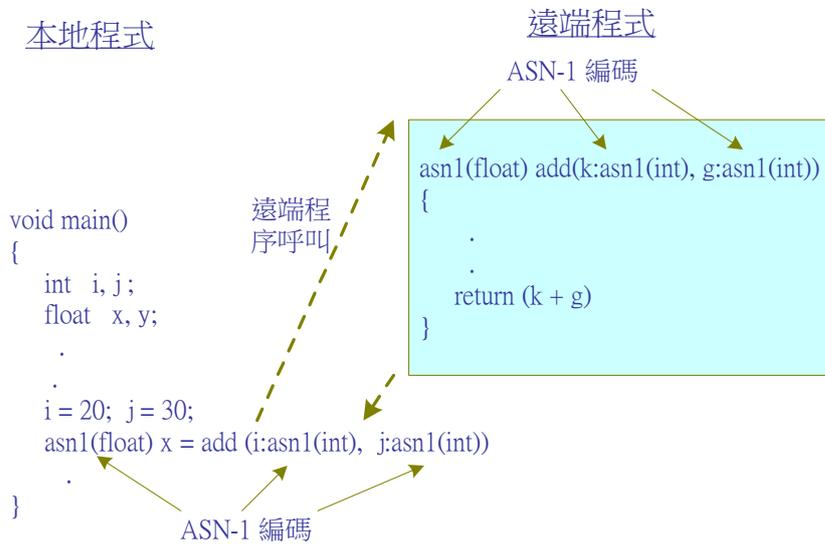 本地程式
void main()
{
int i, j ;
float x, y;
.
.
i = 20; j = 30;
asn1(float) x = add (i:asn1(int), j:asn1(int))
.
}
ASN-1 編碼
遠端程
序呼叫
遠端程式
ASN-1 編碼
asn1(float) add(k:asn1(int), g:asn1(int))
{
.
.
return (k + g)
}